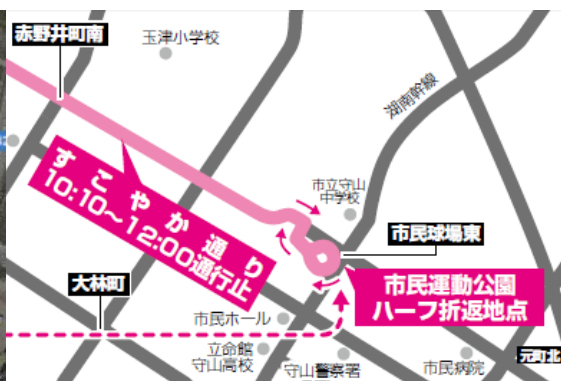 赤野井町南
玉津小学校
湖南幹線
すこやか通り
10:10～12:00通行止
市立守山
中学校
市民球場東
大林町
市民運動公園
ハーフ折返地点
市民ホール
立命館
守山高校
守山警察署
市民病院
元町北